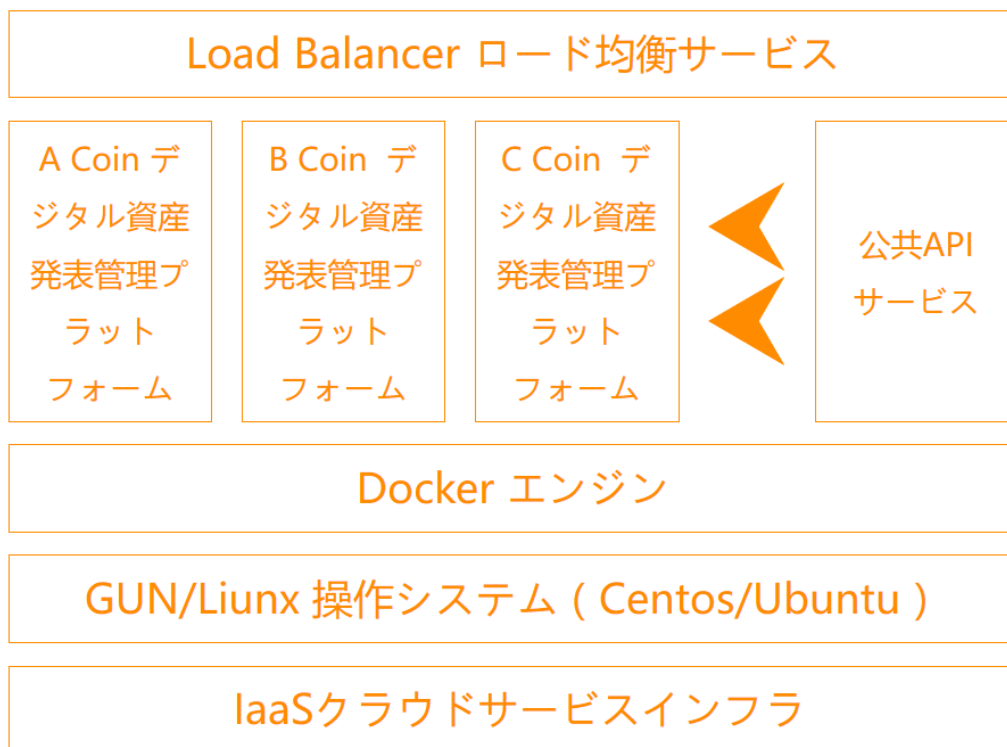 Load Balancer ロード均衡サービス
A Coin デ
ジタル資産
発表管理プ
ラット
フォーム
B Coin デ
ジタル資産
発表管理プ
ラット
フォーム
C Coin デ
ジタル資産
発表管理プ
ラット
フォーム
公共API
サービス
Docker エンジン
GUN/Liunx 操作システム ( Centos/Ubuntu )
IaaSクラウドサービスインフラ